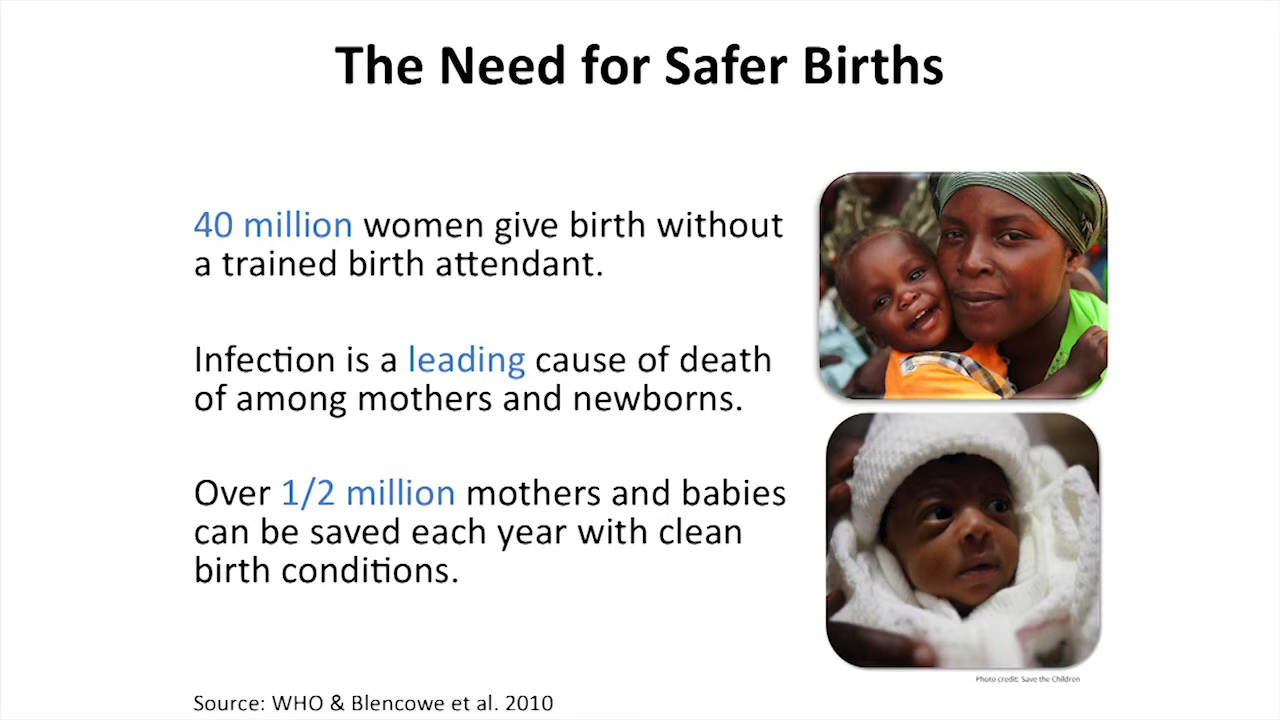 The Need for Safer Births
40 million women give birth without
a trained birth attendant.
Infection is a leading cause of death
of among mothers and newborns.
Over 1/2 million mothers and babies
can be saved each year with clean
birth conditions.
Photo credit: Save the Children
Source: WHO & Blencowe et al. 2010